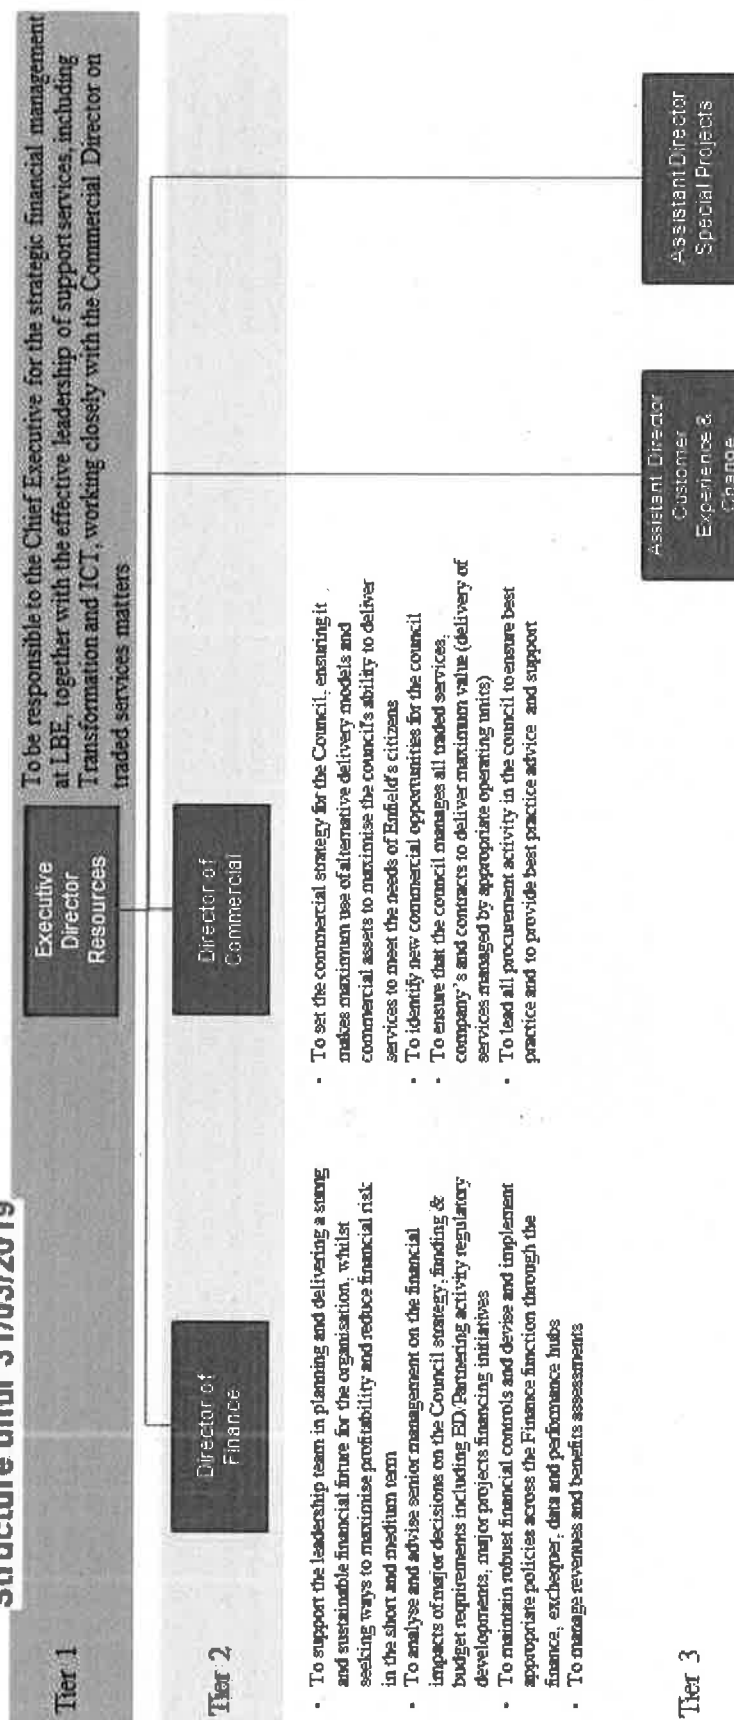 Structure until 31/03/2019
Tier 1
Executive
Director
Resources
To be responsible to the Chief Executive for the strategic financial management
at LBE, together with the effective leadership of support services, including
Transformation and ICT, working closely with the Commercial Director on
traded services matters
Tier 2
Director of
Finance
Director of
Commercial
• To support the leadership team in planning and delivering a strong
and sustainable financial future for the organisation, whilst
seeking ways to maximise profitability and reduce financial risk
in the short and medium term
• To analyse and advise senior management on the financial
impacts of major decisions on the Council strategy, funding &
budget requirements including BD/Partnering activity regulatory
developments, major projects financing initiatives
• To maintain robust financial controls and devise and implement
appropriate policies across the Finance function through the
finance, exchequer, data and performance hubs
• To manage revenues and benefits assessments
• To set the commercial strategy for the Council, ensuring it
makes maximum use of alternative delivery models and
commercial assets to maximise the council's ability to deliver
services to meet the needs of Enfield's citizens
• To identify new commercial opportunities for the council
• To ensure that the council manages all traded services,
company's and contracts to deliver maximum value (delivery of
services managed by appropriate operating units)
• To lead all procurement activity in the council to ensure best
practice and to provide best practice advice and support
Tier 3
Assistant Director
Customer
Experience &
Change
Assistant Director
Special Projects